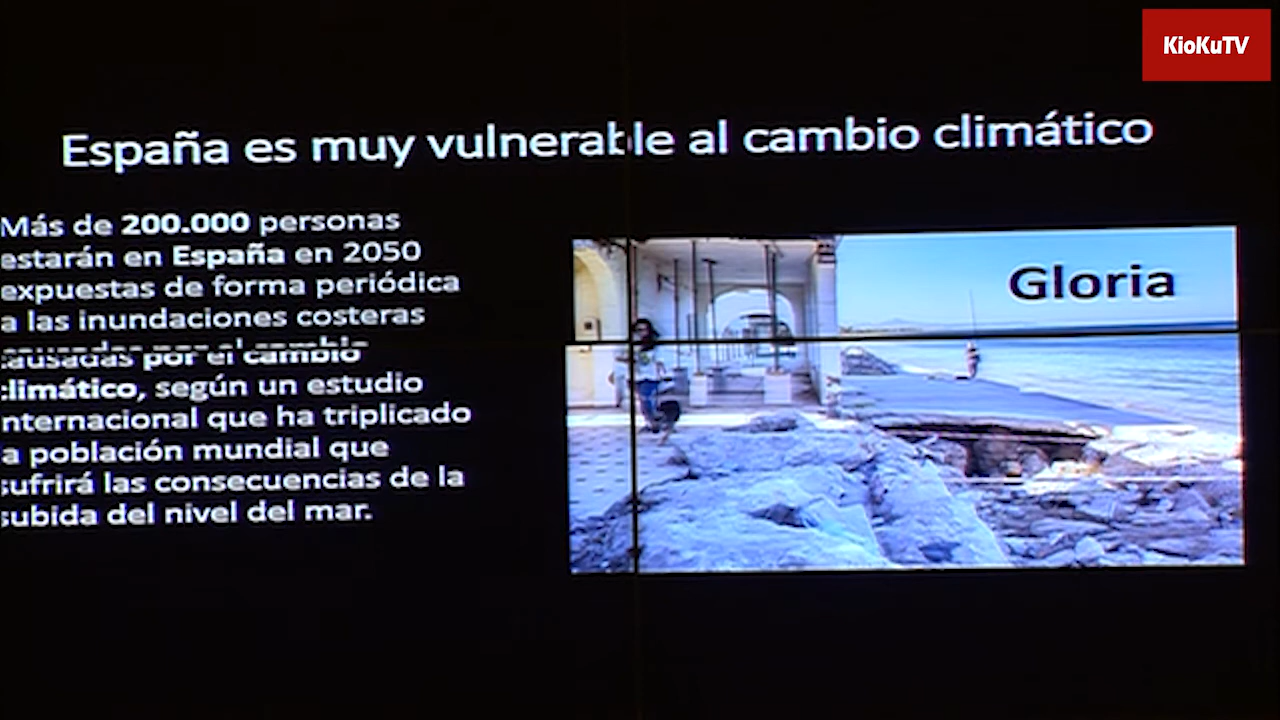 KioKuTV
España es muy vulnerable al cambio climático
Más de 200.000 personas
estarán en España en 2050
expuestas de forma periódica
a las inundaciones costeras
causadas por el cambio
climático, según un estudio
internacional que ha triplicado
la población mundial que
sufrirá las consecuencias de la
subida del nivel del mar.
Gloria